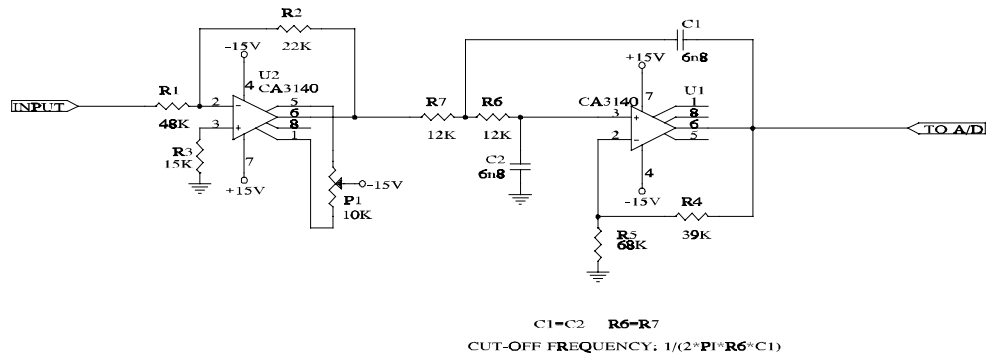 R2
22K
C1
6n8
-15V
+15V
U2
CA3140
4
7
CA3140
U1
INPUT
R1
48K
2
5
6
8
1
3
R7
12K
R6
12K
3
2
1
8
6
5
TO A/D
R3
15K
7
+15V
-15V
P1
10K
C2
6n8
4
-15V
R4
39K
R5
68K
C1=C2 R6=R7
CUT-OFF FREQUENCY; 1/(2*PI*R6*C1)